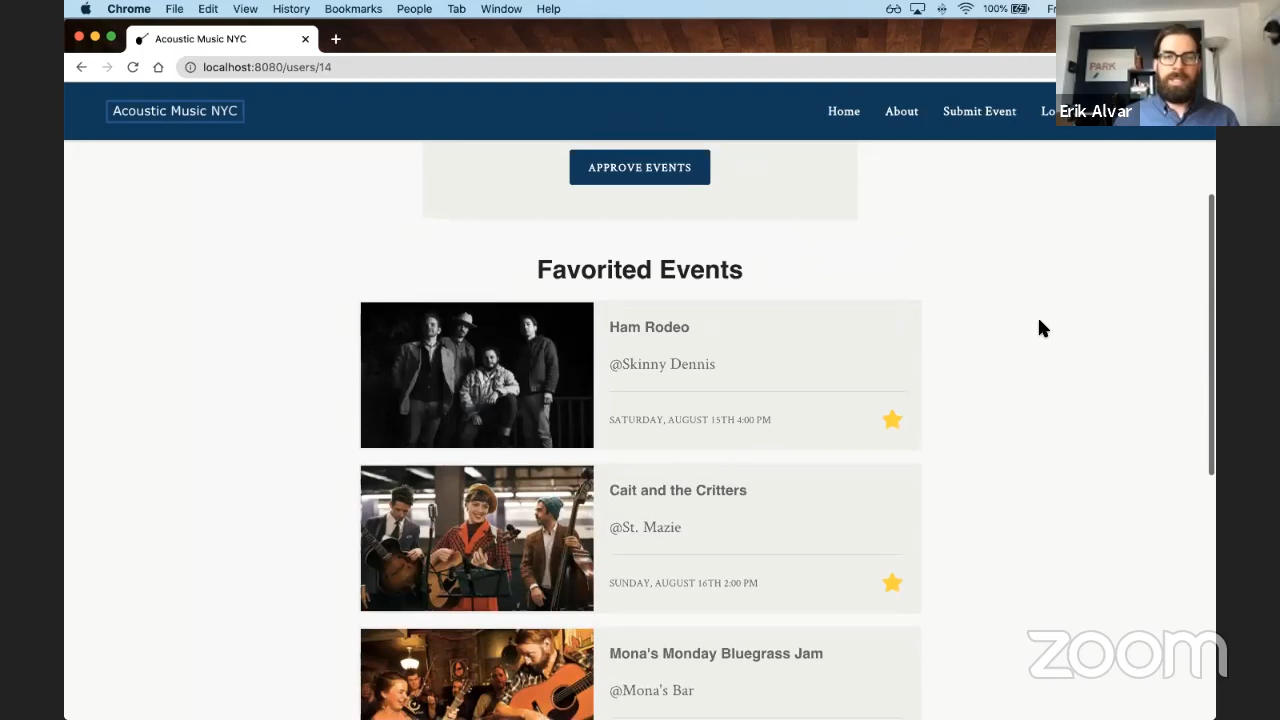 Chrome File Edit View History Bookmarks People Tab Window Help 100% Fr
Acoustic Music NYC
localhost:8080/users/14
PARK
Erik Alvar
Acoustic Music NYC Home About Submit Event Lo
APPROVE EVENTS
Favorited Events
Ham Rodeo
@Skinny Dennis
SATURDAY, AUGUST 15TH 4:00 PM
Cait and the Critters
@St. Mazie
SUNDAY, AUGUST 16TH 2:00 PM
Mona's Monday Bluegrass Jam
@Mona's Bar
zoom